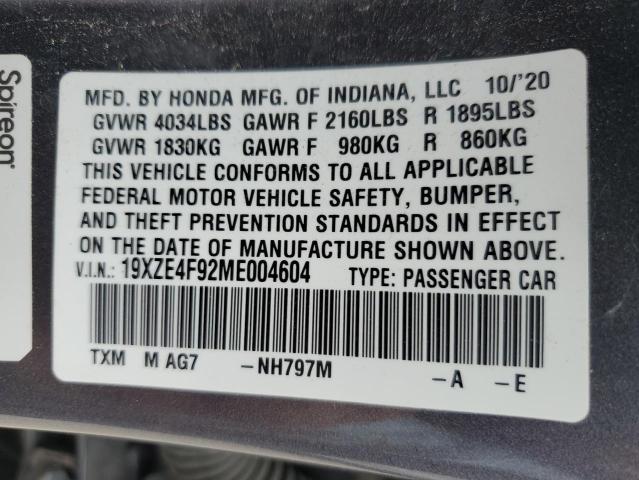 Spireon
MFD. BY HONDA MFG. OF INDIANA, LLC 10/'20
GVWR 4034LBS GAWR F 2160LBS R 1895LBS
GVWR 1830KG GAWR F 980KG R 860KG
THIS VEHICLE CONFORMS TO ALL APPLICABLE
FEDERAL MOTOR VEHICLE SAFETY, BUMPER,
AND THEFT PREVENTION STANDARDS IN EFFECT
ON THE DATE OF MANUFACTURE SHOWN ABOVE.
V.I.N.: 19XZE4F92ME004604 TYPE: PASSENGER CAR
TXM M AG7 -NH797M -A -E